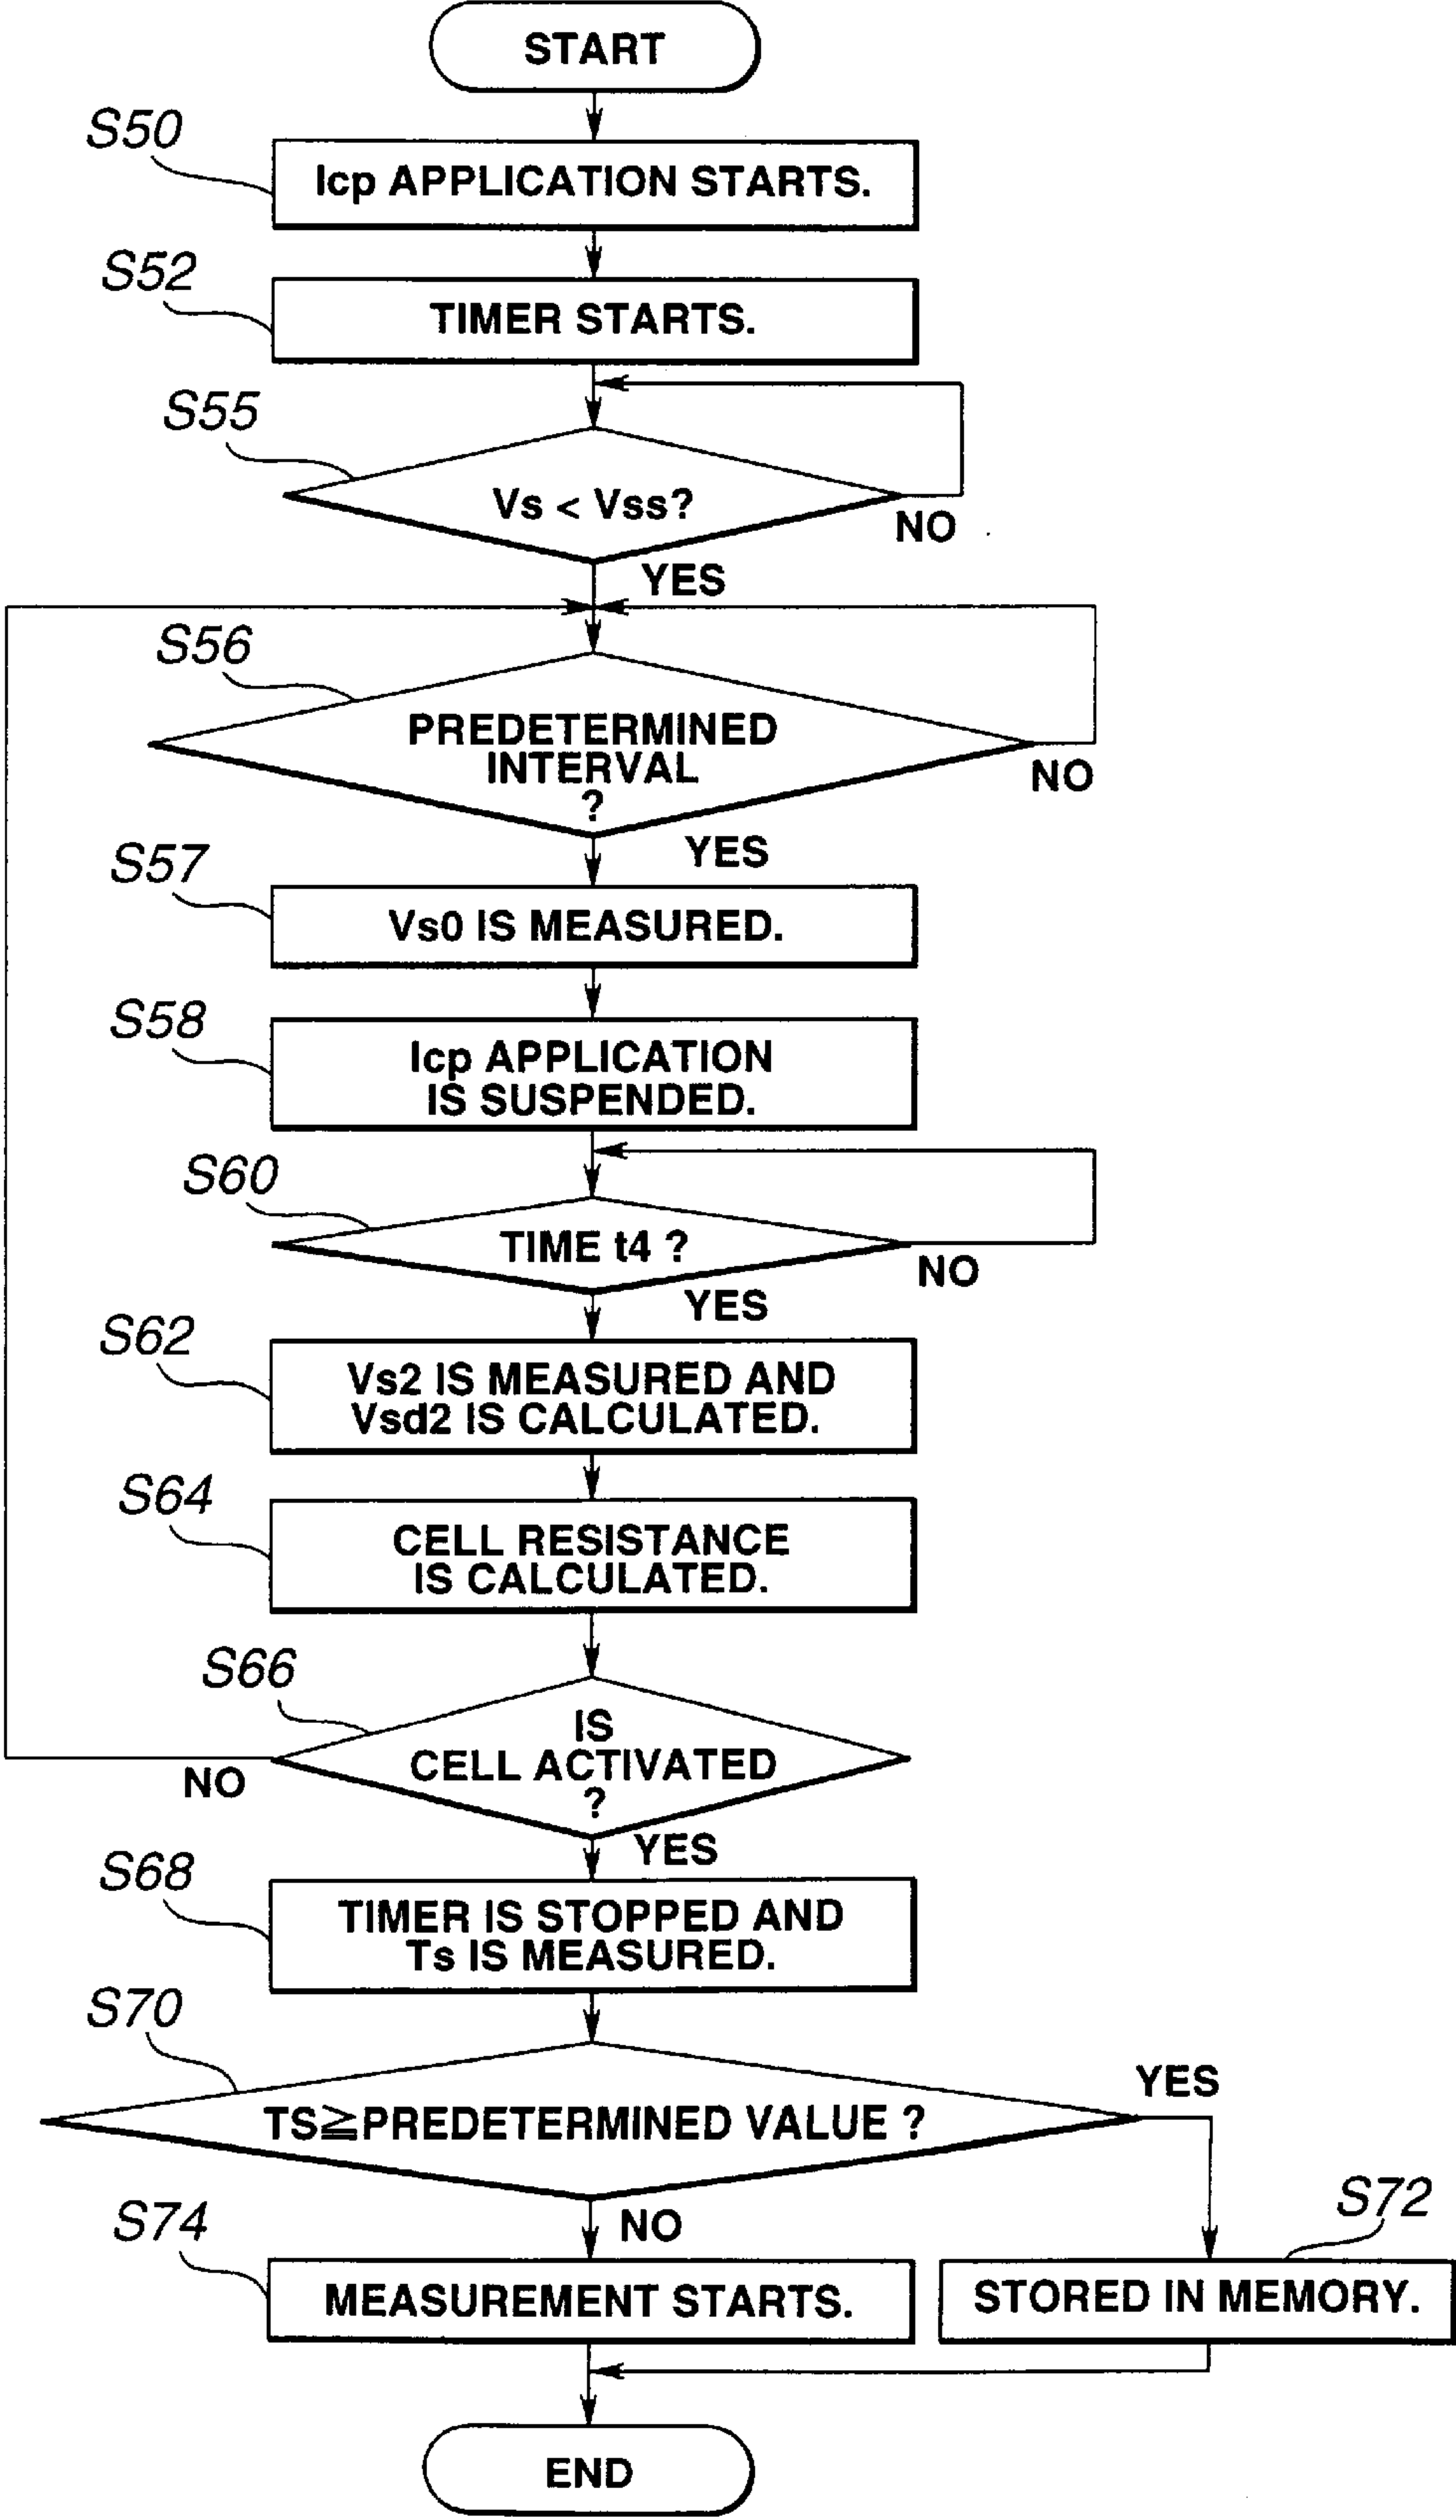 START
S50
Icp APPLICATION STARTS.
S52
TIMER STARTS.
S55
Vs < Vss?
NO
YES
S56
PREDETERMINED
INTERVAL
?
NO
YES
S57
Vs0 IS MEASURED.
S58
Icp APPLICATION
IS SUSPENDED.
S60
TIME t4 ?
NO
YES
S62
Vs2 IS MEASURED AND
Vsd2 IS CALCULATED.
S64
CELL RESISTANCE
IS CALCULATED.
S66
IS
CELL ACTIVATED
?
NO
YES
S68
TIMER IS STOPPED AND
Ts IS MEASURED.
S70
YES
TS≧PREDETERMINED VALUE ?
S74
NO
S72
MEASUREMENT STARTS.
STORED IN MEMORY.
END